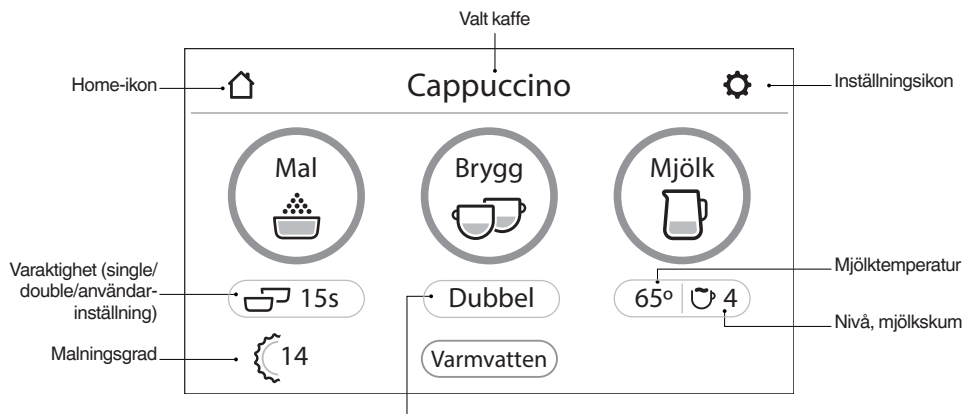 Valt kaffe
Home-ikon
Cappuccino
Inställningsikon
Mal
Brygg
Mjölk
Varaktighet (single/
double/användar-
inställning)
15s
Dubbel
65º
4
Mjölktemperatur
Nivå, mjölkskum
Malningsgrad
14
Varmvatten